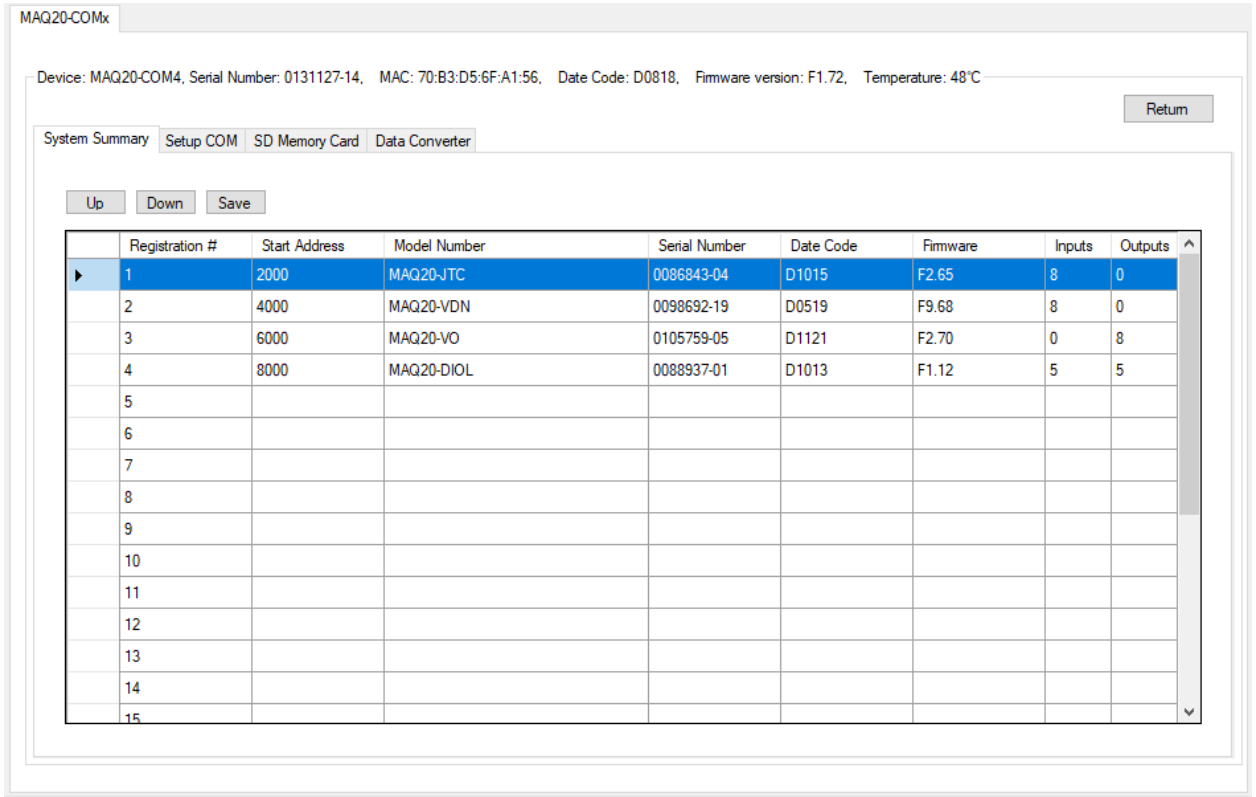 MAQ20-COMx
Device: MAQ20-COM4, Serial Number: 0131127-14, MAC: 70:B3:D5:6F:A1:56, Date Code: D0818, Firmware version: F1.72, Temperature: 48°C
Return
System Summary Setup COM SD Memory Card Data Converter
Up Down Save
Registration # Start Address Model Number Serial Number Date Code Firmware Inputs Outputs
1 2000 MAQ20-JTC 0086843-04 D1015 F2.65 8 0
2 4000 MAQ20-VDN 0098692-19 D0519 F9.68 8 0
3 6000 MAQ20-VO 0105759-05 D1121 F2.70 0 8
4 8000 MAQ20-DIOL 0088937-01 D1013 F1.12 5 5
5
6
7
8
9
10
11
12
13
14
15